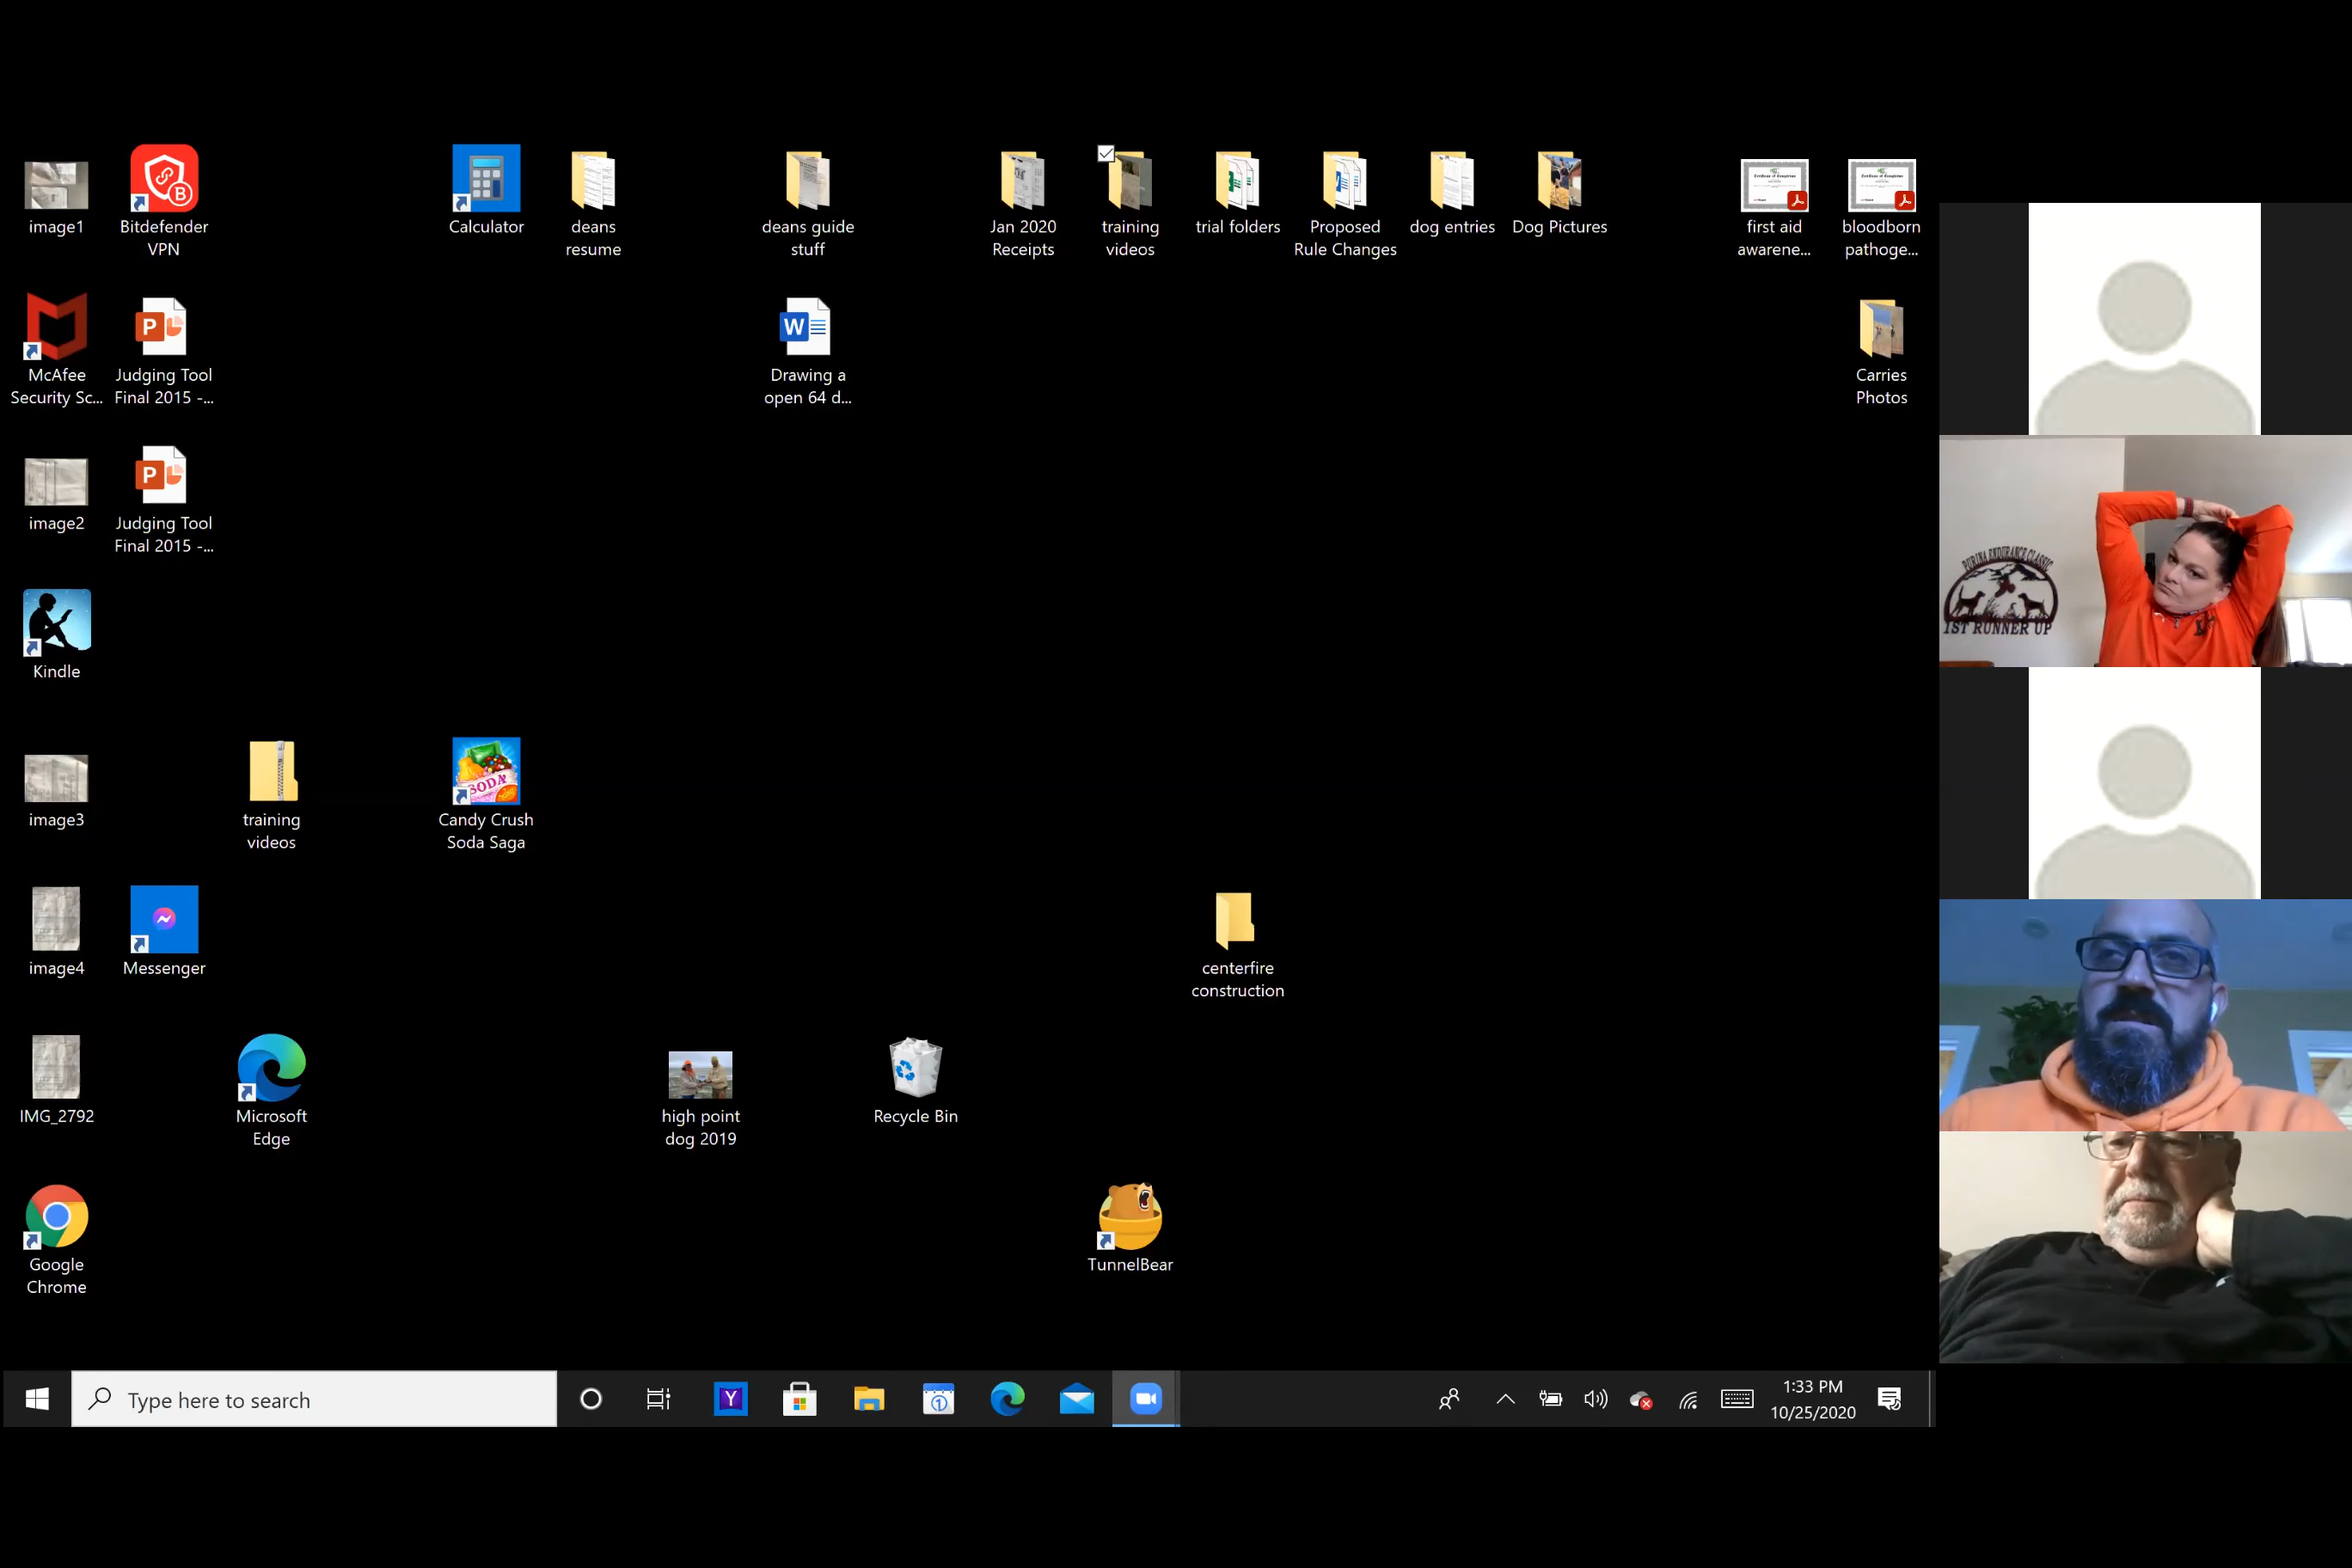 image1
Bitdefender
VPN
Calculator
deans
resume
deans guide
stuff
Jan 2020
Receipts
training
videos
trial folders
Proposed
Rule Changes
dog entries
Dog Pictures
first aid
awarene...
bloodborn
pathoge...
McAfee
Security Sc...
Judging Tool
Final 2015 -...
Drawing a
open 64 d...
Carries
Photos
image2
Judging Tool
Final 2015 -...
PURINA ENDURANCE CLASSIC
1ST RUNNER UP
Kindle
image3
training
videos
SODA
Candy Crush
Soda Saga
image4
Messenger
centerfire
construction
IMG_2792
Microsoft
Edge
high point
dog 2019
Recycle Bin
Google
Chrome
TunnelBear
Type here to search
1:33 PM
10/25/2020